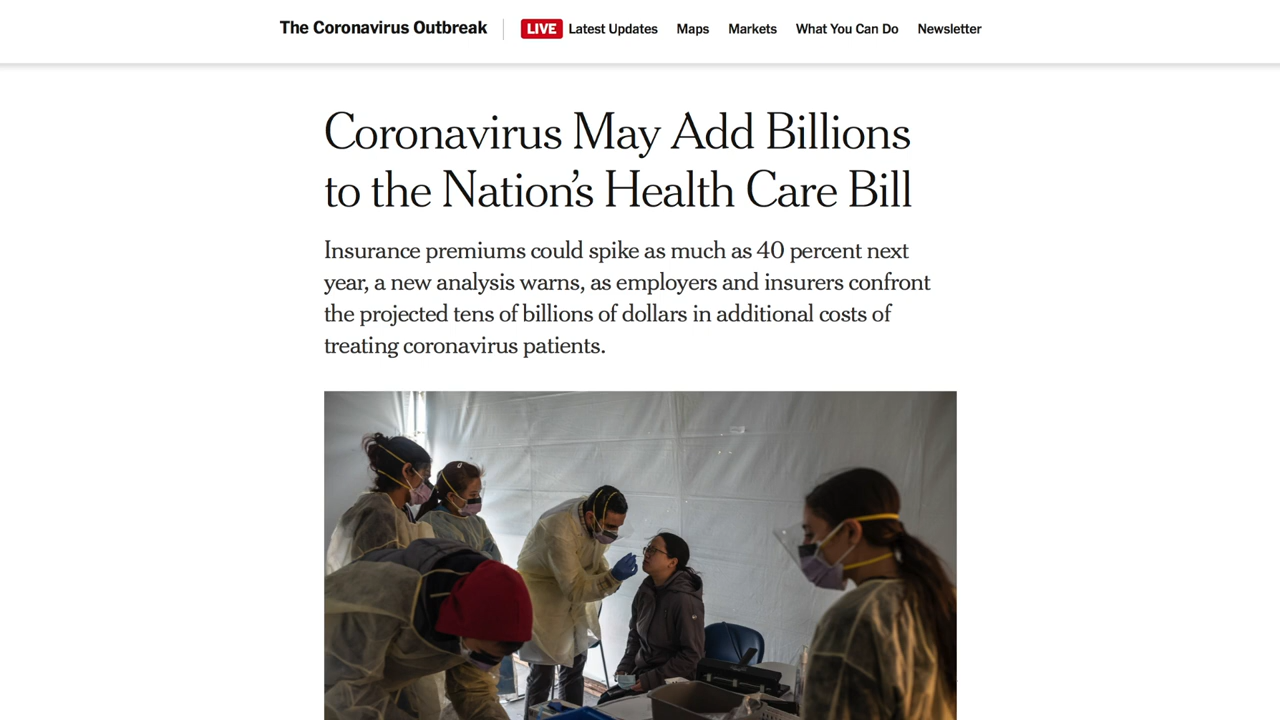 The Coronavirus Outbreak LIVE Latest Updates Maps Markets What You Can Do Newsletter
Coronavirus May Add Billions
to the Nation’s Health Care Bill
Insurance premiums could spike as much as 40 percent next
year, a new analysis warns, as employers and insurers confront
the projected tens of billions of dollars in additional costs of
treating coronavirus patients.